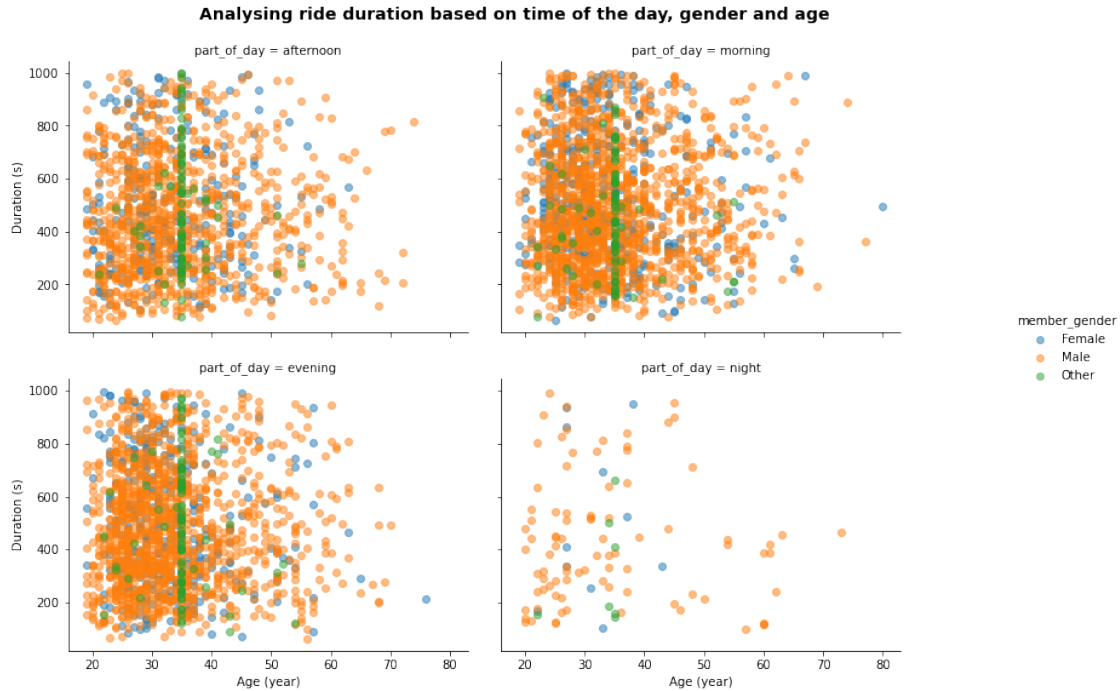 Analysing ride duration based on time of the day, gender and age
part_of_day = afternoon
part_of_day = morning
1000
800
600
400
200
Duration (s)
member_gender
Female
Male
Other
part_of_day = evening
part_of_day = night
1000
800
600
400
200
Duration (s)
20 30 40 50 60 70 80
20 30 40 50 60 70 80
Age (year)
Age (year)